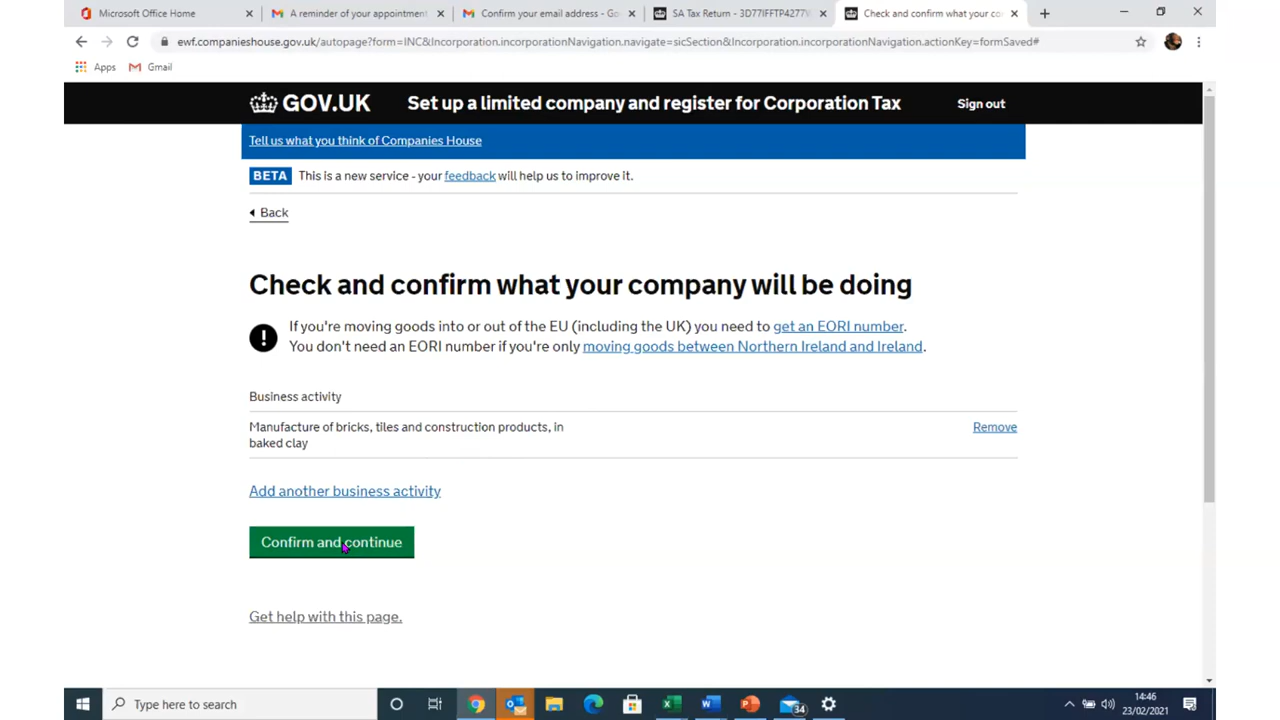 Microsoft Office Home
A reminder of your appointment
Confirm your email address - Go
SA Tax Return - 3D77IFFTP4277
Check and confirm what your co
ewf.companieshouse.gov.uk/autopage?form=INC&Incorporation.incorporationNavigation.navigate=sicSection&Incorporation.incorporationNavigation.actionKey=formSaved#
Apps
Gmail
GOV.UK
Set up a limited company and register for Corporation Tax
Sign out
Tell us what you think of Companies House
BETA
This is a new service - your feedback will help us to improve it.
Back
Check and confirm what your company will be doing
! If you're moving goods into or out of the EU (including the UK) you need to get an EORI number.
You don't need an EORI number if you're only moving goods between Northern Ireland and Ireland.
Business activity
Manufacture of bricks, tiles and construction products, in
baked clay
Remove
Add another business activity
Confirm and continue
Get help with this page.
Type here to search
34
14:46
23/02/2021